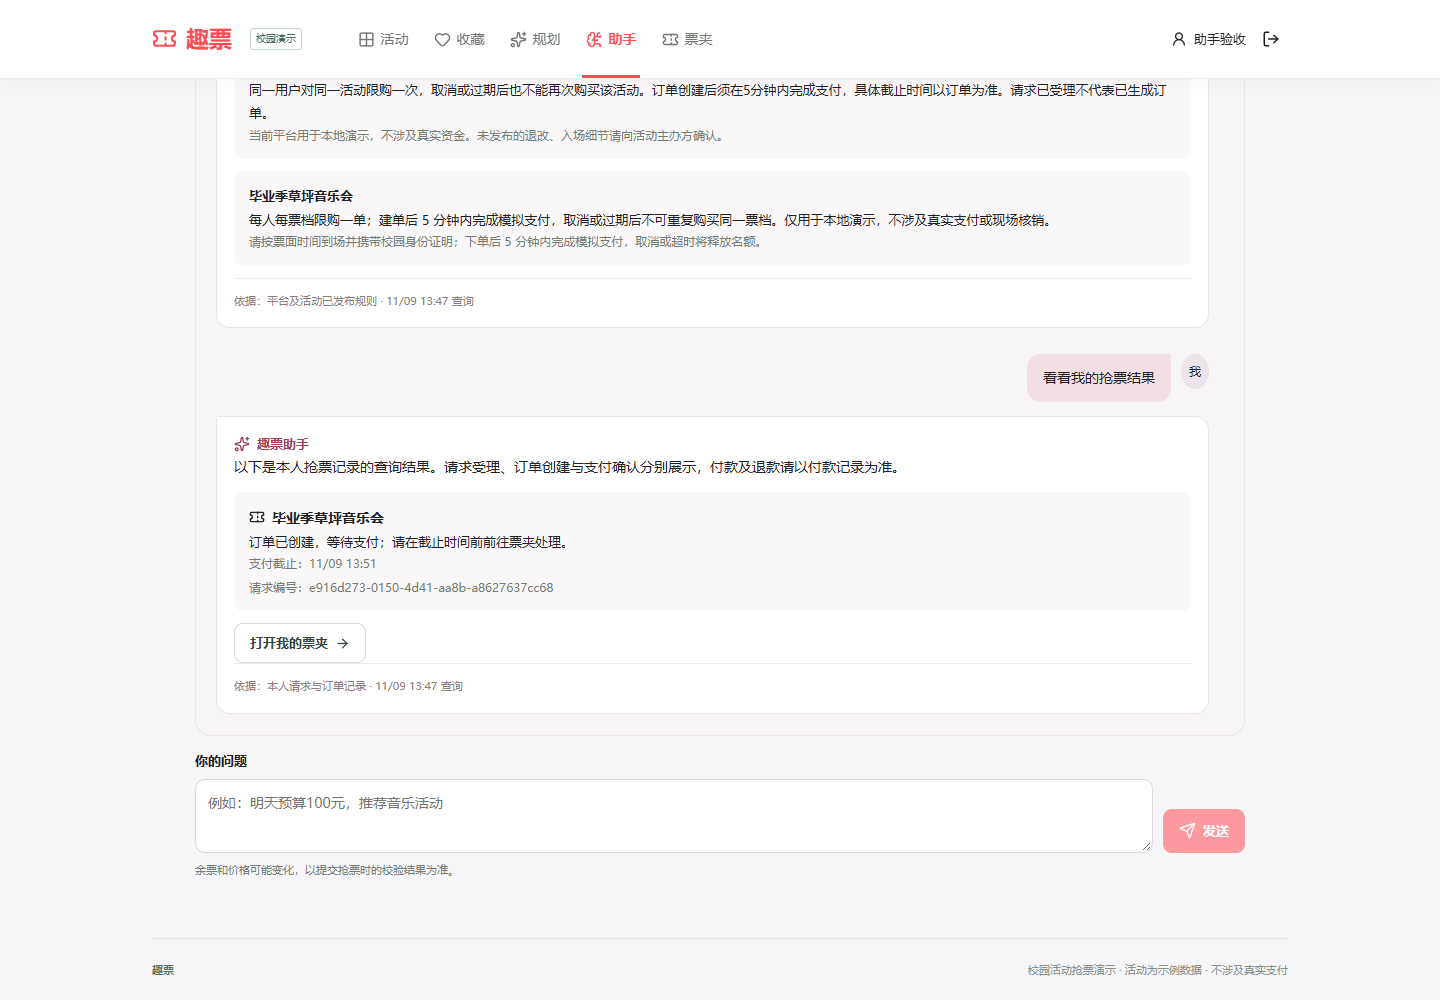 趣票 校园演示 活动 收藏 规划 助手 票夹 助手验收
同一用户对同一活动限购一次，取消或过期后也不能再次购买该活动。订单创建后须在5分钟内完成支付，具体截止时间以订单为准。请求已受理不代表已生成订
单。
当前平台用于本地演示，不涉及真实资金。未发布的退改、入场细节请向活动主办方确认。
毕业季草坪音乐会
每人每票档限购一单；建单后 5 分钟内完成模拟支付，取消或过期后不可重复购买同一票档。仅用于本地演示，不涉及真实支付或现场核销。
请按票面时间到场并携带校园身份证明；下单后 5 分钟内完成模拟支付，取消或超时将释放名额。
依据：平台及活动已发布规则 · 11/09 13:47 查询
看看我的抢票结果 我
趣票助手
以下是本人抢票记录的查询结果。请求受理、订单创建与支付确认分别展示，付款及退款请以付款记录为准。
毕业季草坪音乐会
订单已创建，等待支付；请在截止时间前前往票夹处理。
支付截止：11/09 13:51
请求编号：e916d273-0150-4d41-aa8b-a8627637cc68
打开我的票夹
依据：本人请求与订单记录 · 11/09 13:47 查询
你的问题
例如：明天预算100元，推荐音乐活动
发送
余票和价格可能变化，以提交抢票时的校验结果为准。
趣票 校园活动抢票演示 · 活动为示例数据 · 不涉及真实支付